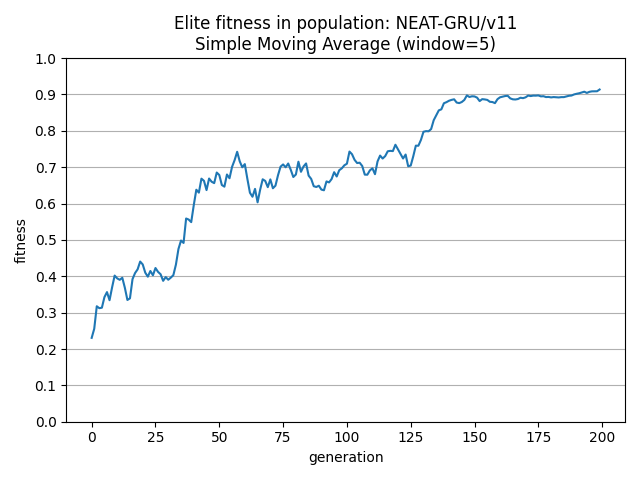 Elite fitness in population: NEAT-GRU/v11
Simple Moving Average (window=5)
1.0
0.9
0.8
0.7
0.6
0.5
0.4
0.3
0.2
0.1
0.0
fitness
0 25 50 75 100 125 150 175 200
generation